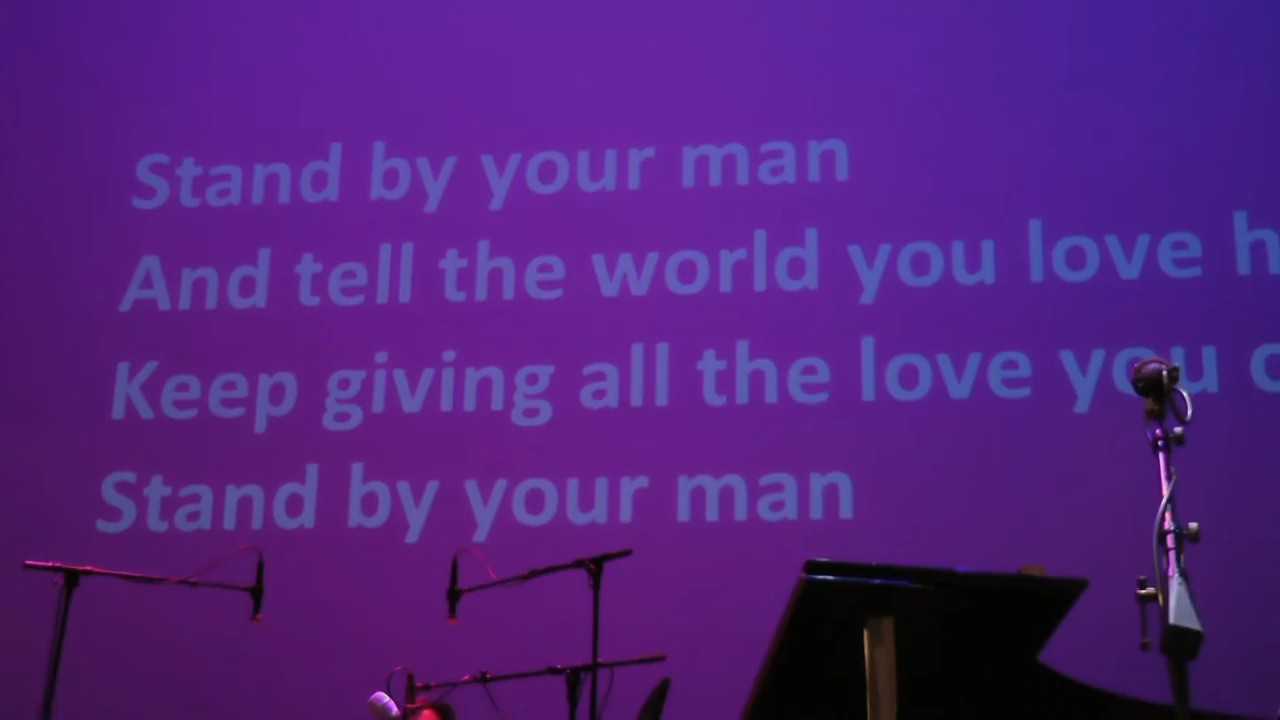 Stand by your man
And tell the world you love
Keep giving all the love you
Stand by your man